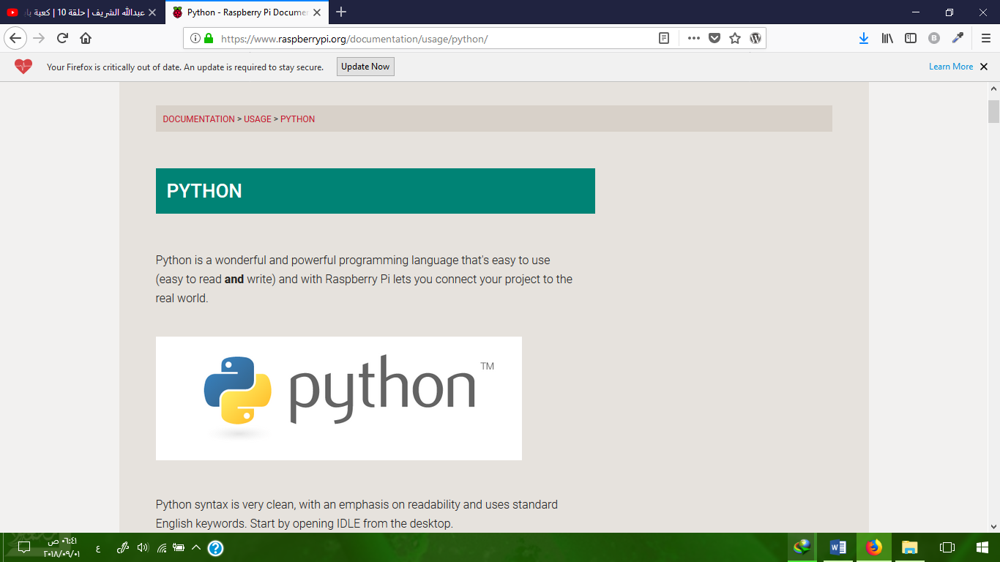 عبدالله الشريف | حلقة 10 | كعبة
Python - Raspberry Pi Docume
https://www.raspberrypi.org/documentation/usage/python/
Your Firefox is critically out of date. An update is required to stay secure.
Update Now
Learn More
DOCUMENTATION > USAGE > PYTHON
PYTHON
Python is a wonderful and powerful programming language that's easy to use
(easy to read and write) and with Raspberry Pi lets you connect your project to the
real world.
python TM
Python syntax is very clean, with an emphasis on readability and uses standard
English keywords. Start by opening IDLE from the desktop.
٠٦:٤١ ص
٢٠١٨/٠٩/٠١
ع